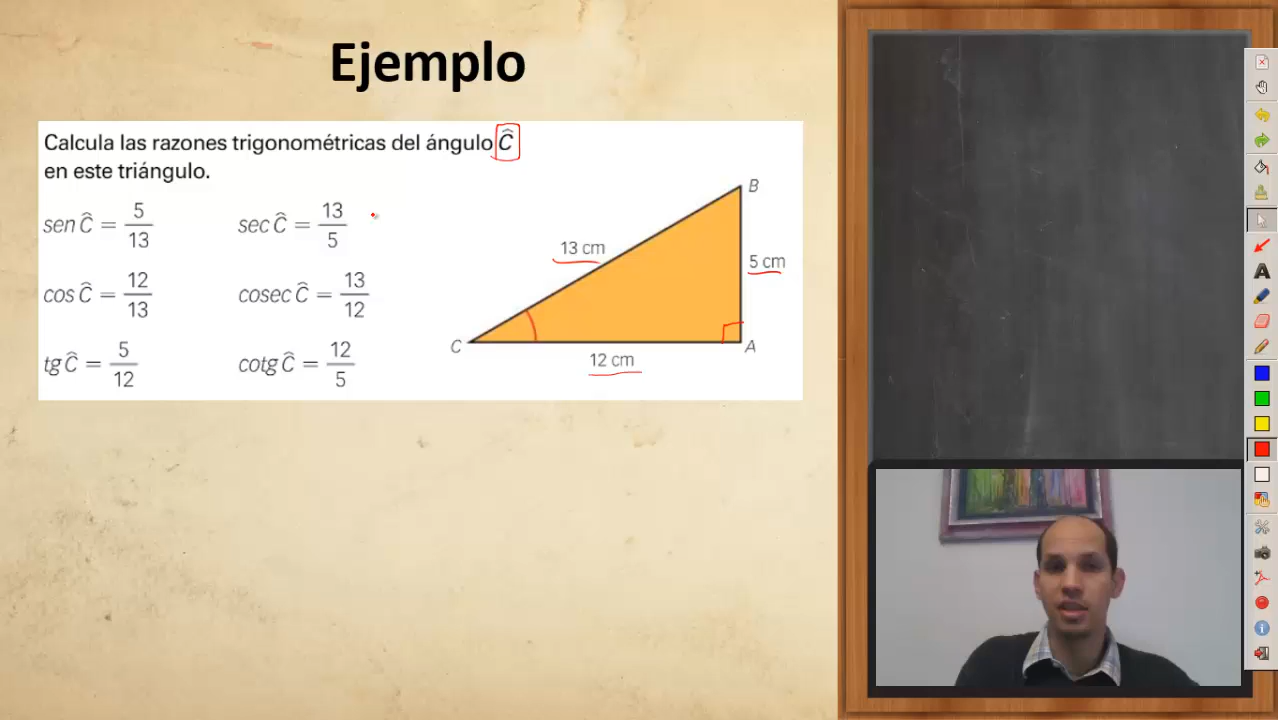 Ejemplo
Calcula las razones trigonométricas del ángulo Ĉ
en este triángulo.
sen Ĉ = 5/13
sec Ĉ = 13/5
cos Ĉ = 12/13
cosec Ĉ = 13/12
tg Ĉ = 5/12
cotg Ĉ = 12/5
B
13 cm
5 cm
C
A
12 cm
A